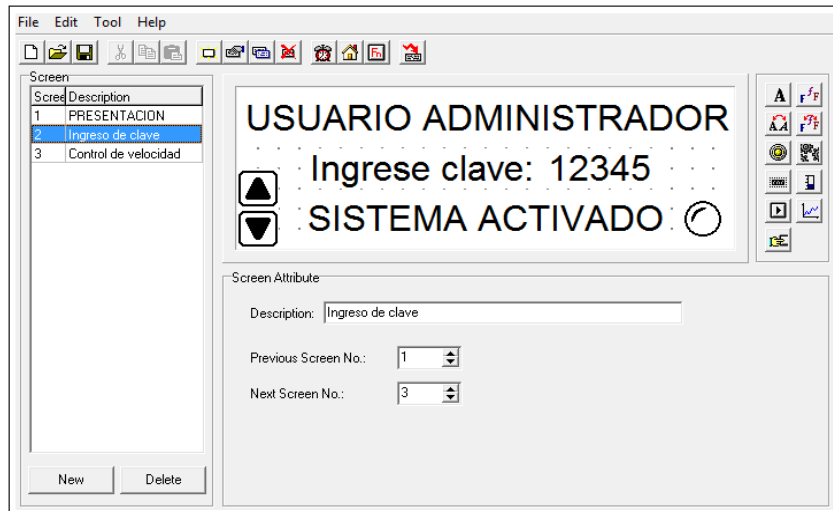 File Edit Tool Help
Screen
Scree Description
1 PRESENTACION
2 Ingreso de clave
3 Control de velocidad
New Delete
USUARIO ADMINISTRADOR
Ingrese clave: 12345
SISTEMA ACTIVADO
Screen Attribute
Description: Ingreso de clave
Previous Screen No.: 1
Next Screen No.: 3